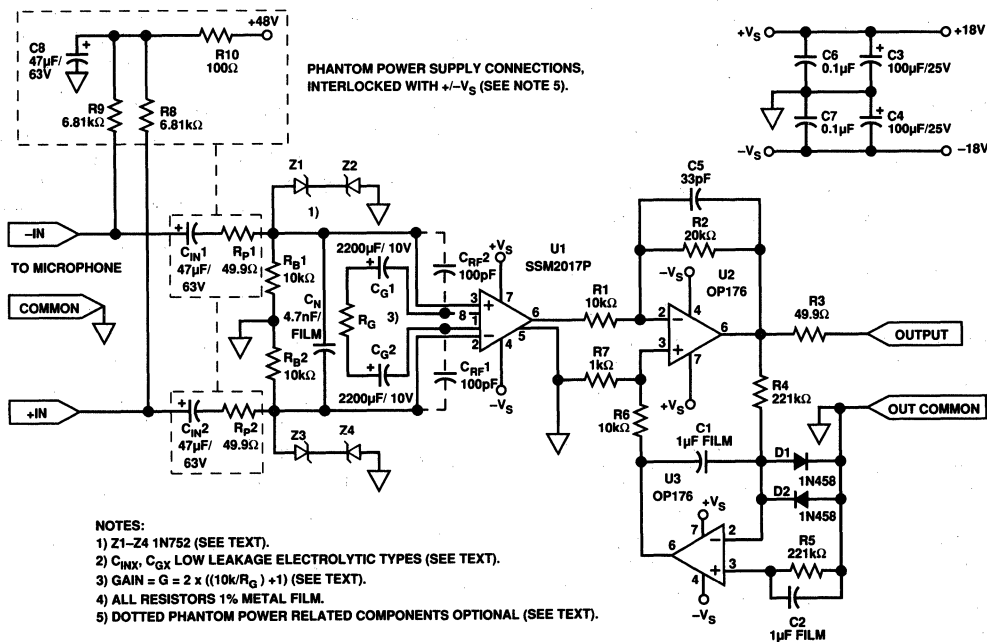 +48V
C8
47µF/
63V
R10
100Ω
R9
6.81kΩ
R8
6.81kΩ
PHANTOM POWER SUPPLY CONNECTIONS,
INTERLOCKED WITH +/–VS (SEE NOTE 5).
+VS
+18V
C6
0.1µF
C3
100µF/25V
C7
0.1µF
C4
100µF/25V
–VS
–18V
Z1
Z2
1)
–IN
TO MICROPHONE
COMMON
+IN
CIN1
47µF/
63V
RP1
49.9Ω
RB1
10kΩ
RB2
10kΩ
CN
4.7nF/
FILM
2200µF/ 10V
CG1
RG
3)
CG2
2200µF/ 10V
CRF2
100pF
CRF1
100pF
+VS
U1
SSM2017P
3
8
1
2
7
6
5
4
+
–
–VS
CIN2
47µF/
63V
RP2
49.9Ω
Z3
Z4
R1
10kΩ
R7
1kΩ
R6
10kΩ
C5
33pF
R2
20kΩ
–VS
U2
OP176
2
3
4
6
7
–
+
+VS
R3
49.9Ω
OUTPUT
R4
221kΩ
OUT COMMON
C1
1µF FILM
D1
1N458
D2
1N458
U3
OP176
+VS
7
6
2
3
4
–
+
–VS
R5
221kΩ
C2
1µF FILM
NOTES:
1) Z1–Z4 1N752 (SEE TEXT).
2) CINX, CGX LOW LEAKAGE ELECTROLYTIC TYPES (SEE TEXT).
3) GAIN = G = 2 x ((10k/RG ) +1) (SEE TEXT).
4) ALL RESISTORS 1% METAL FILM.
5) DOTTED PHANTOM POWER RELATED COMPONENTS OPTIONAL (SEE TEXT).